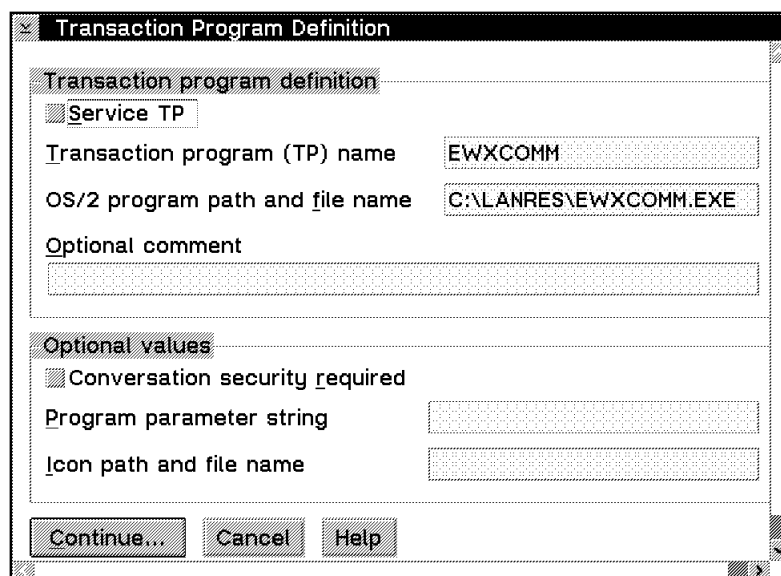 Transaction Program Definition
Transaction program definition
Service TP
Transaction program (TP) name EWXCOMM
OS/2 program path and file name C:\LANRES\EWXCOMM.EXE
Optional comment
Optional values
Conversation security required
Program parameter string
Icon path and file name
Continue... Cancel Help